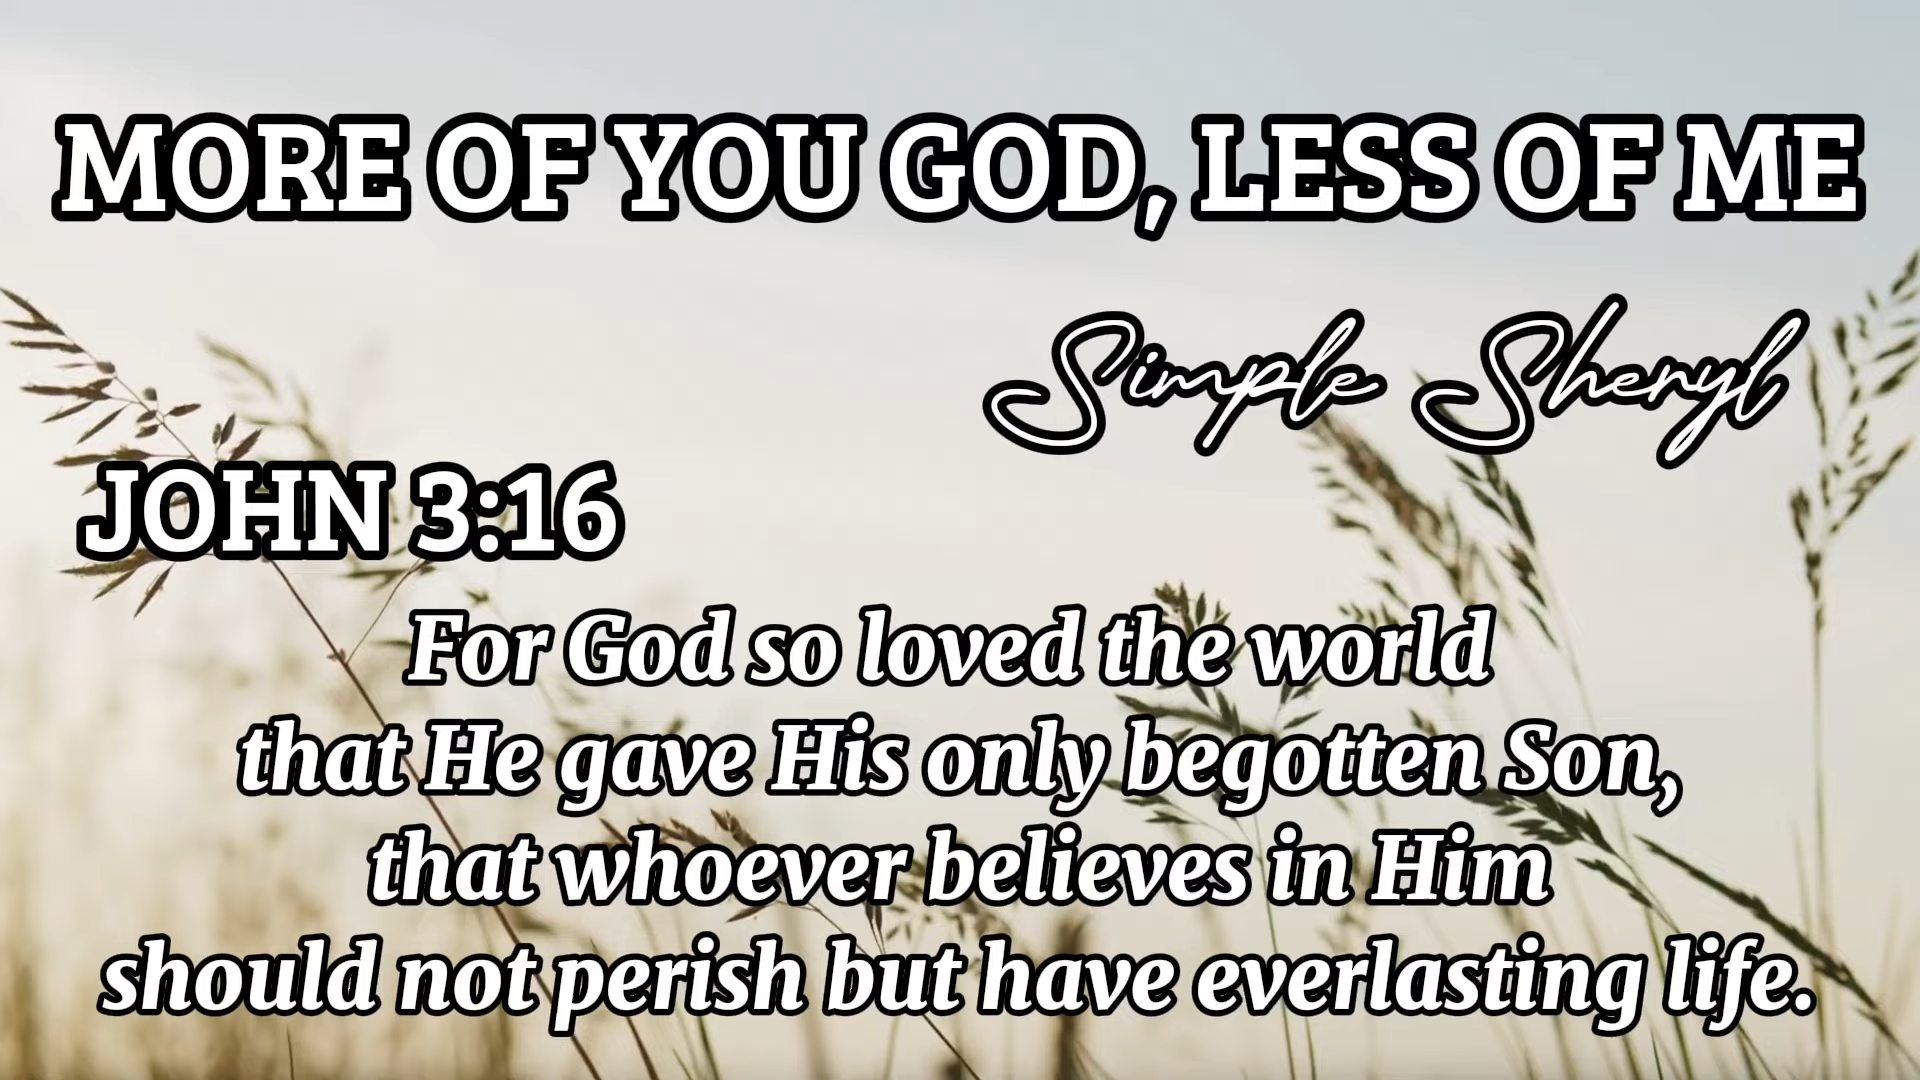 MORE OF YOU GOD, LESS OF ME
Simple Sheryl
JOHN 3:16
For God so loved the world
that He gave His only begotten Son,
that whoever believes in Him
should not perish but have everlasting life.